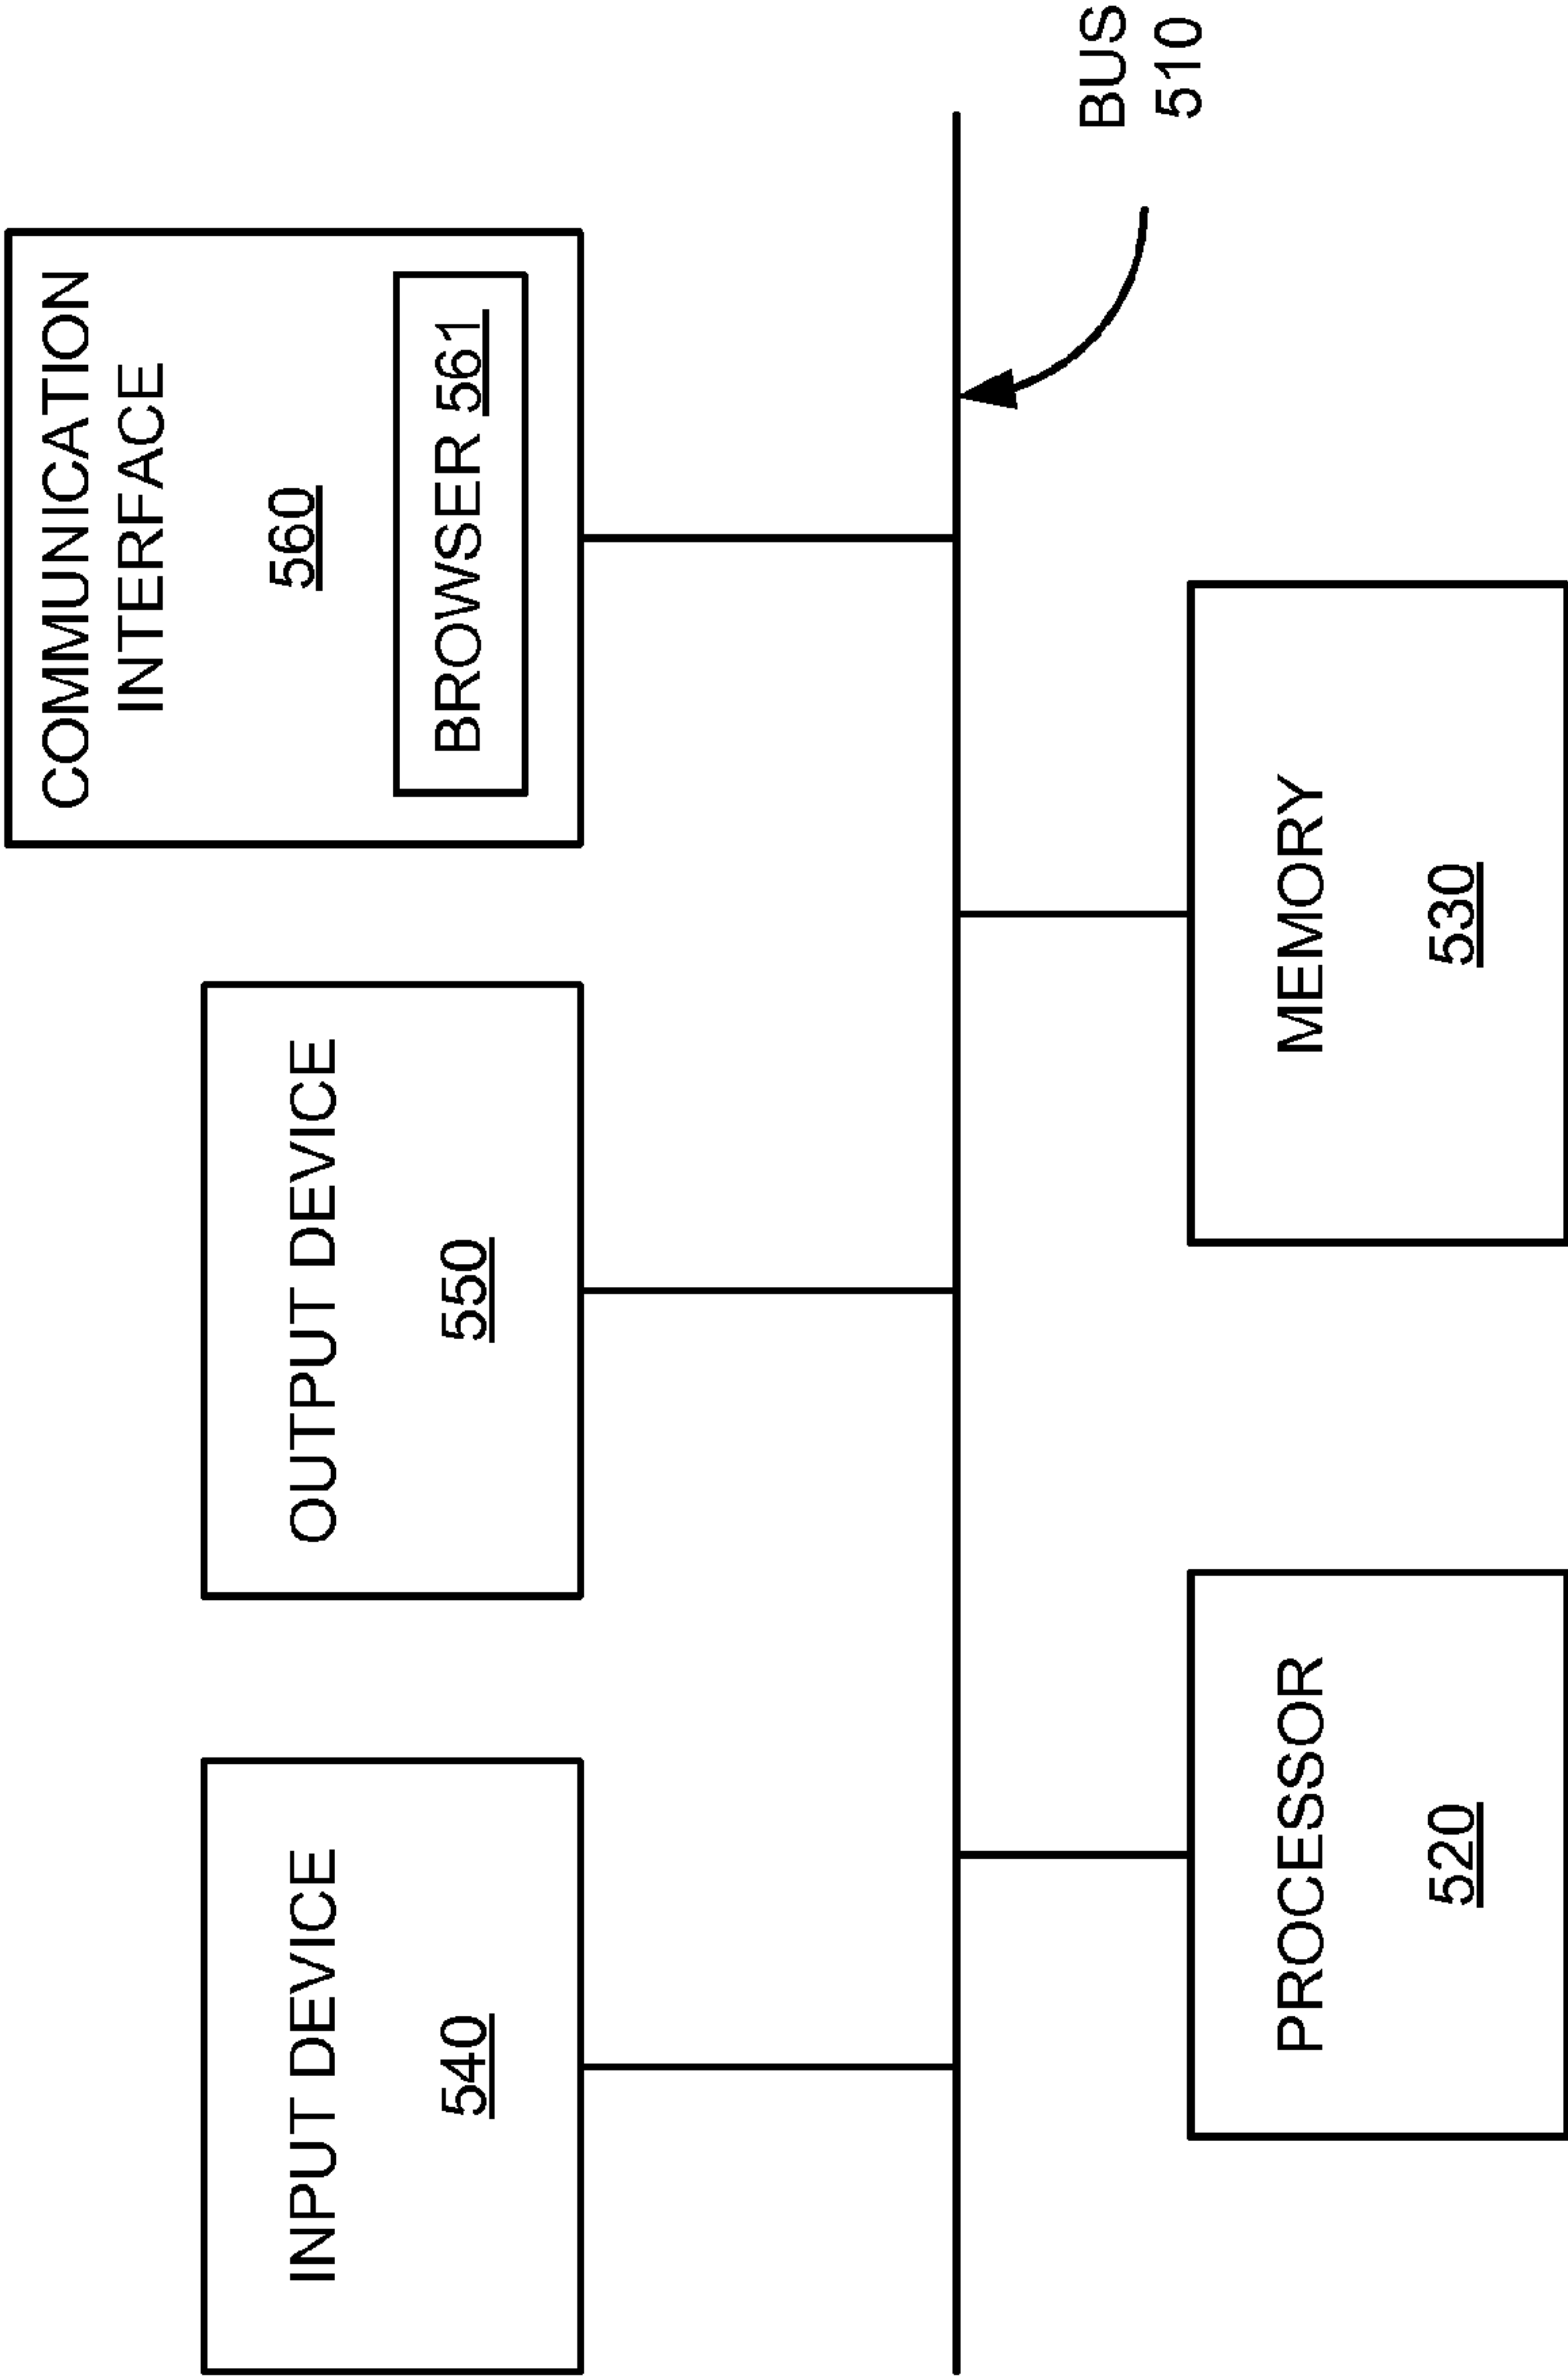 INPUT DEVICE
540
OUTPUT DEVICE
550
COMMUNICATION
INTERFACE
560
BROWSER 561
BUS
510
PROCESSOR
520
MEMORY
530